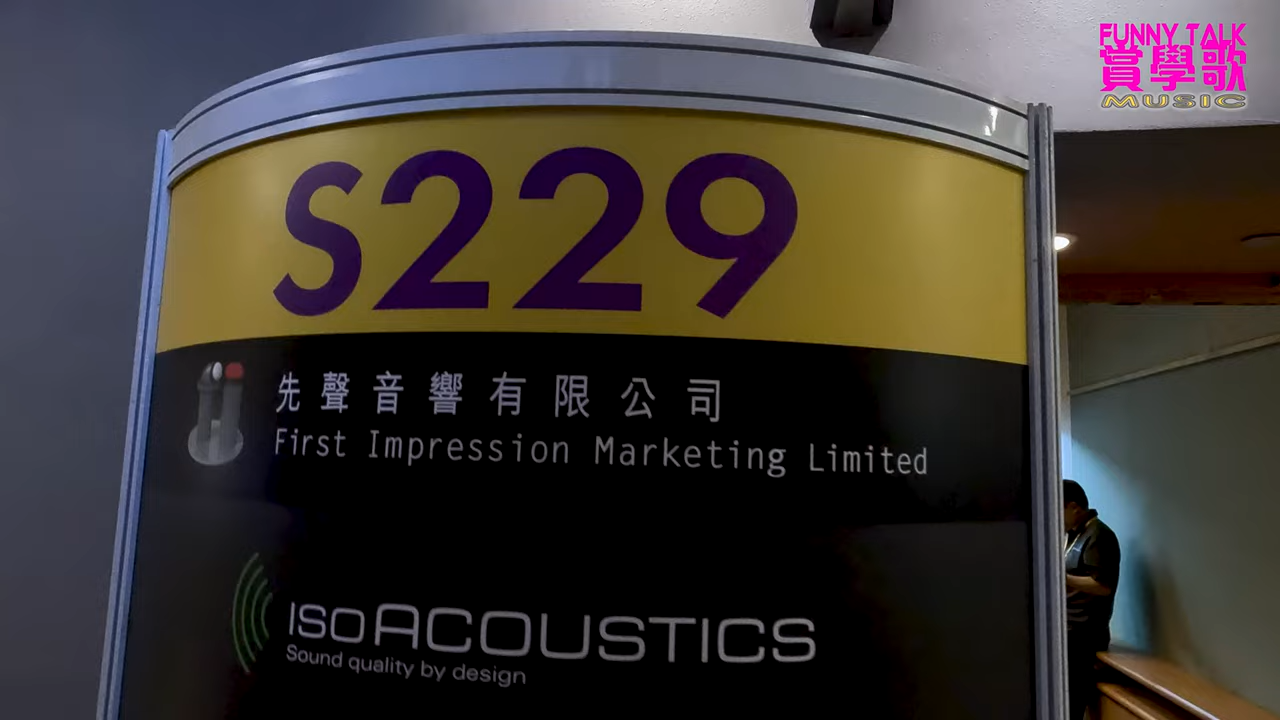 FUNNY TALK
賞學歌
MUSIC
S229
先聲音響有限公司
First Impression Marketing Limited
ISOACOUSTICS
Sound quality by design